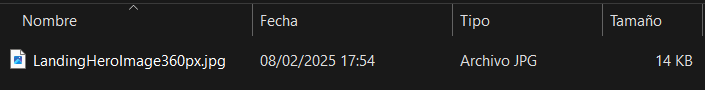 Nombre Fecha Tipo Tamaño
LandingHeroImage360px.jpg 08/02/2025 17:54 Archivo JPG 14 KB